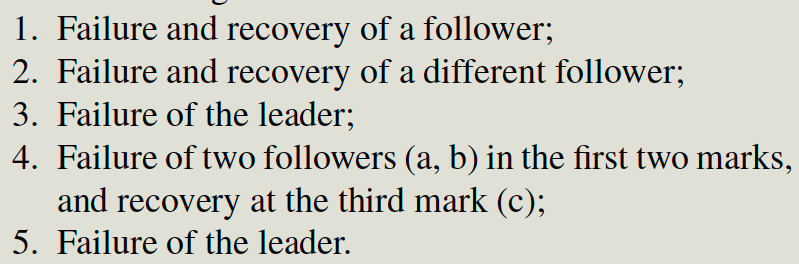 1. Failure and recovery of a follower;
2. Failure and recovery of a different follower;
3. Failure of the leader;
4. Failure of two followers (a, b) in the first two marks,
and recovery at the third mark (c);
5. Failure of the leader.